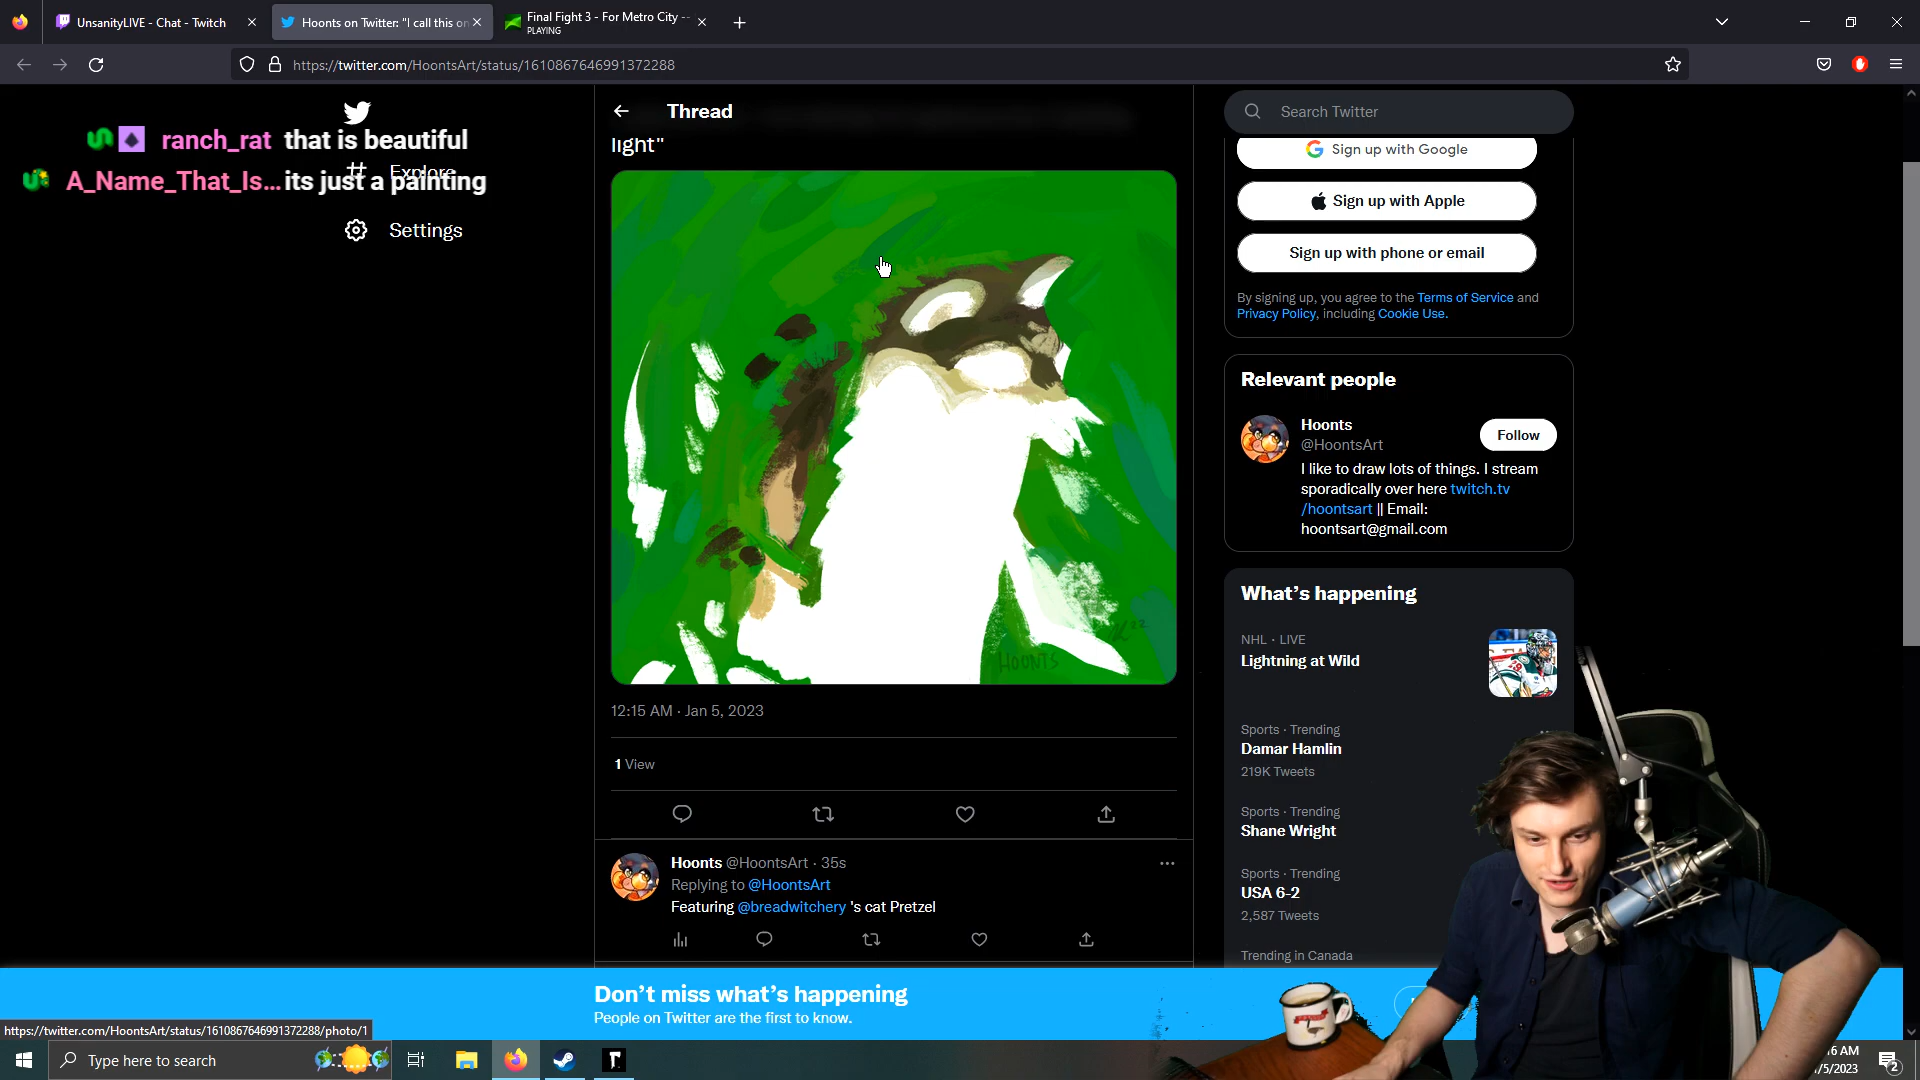 UnsanityLIVE - Chat - Twitch
Hoonts on Twitter: "I call this on
Final Fight 3 - For Metro City -
PLAYING
https://twitter.com/HoontsArt/status/1610867646991372288
ranch_rat that is beautiful
A_Name_That_Is... its just a painting
Explore
Settings
Thread
light"
HOONTS
12:15 AM · Jan 5, 2023
1 View
Hoonts @HoontsArt · 35s
Replying to @HoontsArt
Featuring @breadwitchery 's cat Pretzel
Search Twitter
Sign up with Google
Sign up with Apple
Sign up with phone or email
By signing up, you agree to the Terms of Service and
Privacy Policy, including Cookie Use.
Relevant people
Hoonts
@HoontsArt
Follow
I like to draw lots of things. I stream
sporadically over here twitch.tv
/hoontsart || Email:
hoontsart@gmail.com
What's happening
NHL · LIVE
Lightning at Wild
Sports · Trending
Damar Hamlin
219K Tweets
Sports · Trending
Shane Wright
Sports · Trending
USA 6-2
2,587 Tweets
Trending in Canada
Don't miss what's happening
People on Twitter are the first to know.
https://twitter.com/HoontsArt/status/1610867646991372288/photo/1
Type here to search
16 AM
/5/2023
2